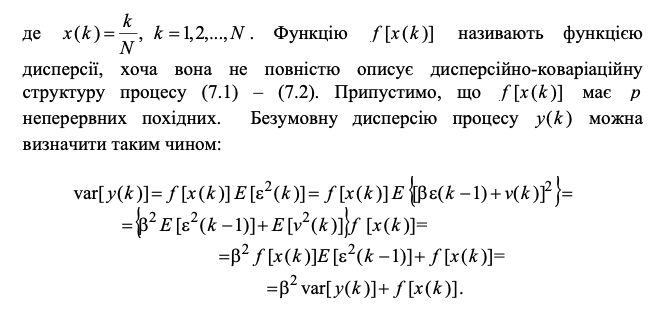 де x(k) = k/N, k = 1,2,...,N . Функцію f[x(k)] називають функцією
дисперсії, хоча вона не повністю описує дисперсійно-коваріаційну
структуру процесу (7.1) – (7.2). Припустимо, що f[x(k)] має p
неперервних похідних. Безумовну дисперсію процесу y(k) можна
визначити таким чином:
var[y(k)]= f[x(k)]E[ε²(k)]= f[x(k)]E{[βε(k−1)+ν(k)]²}=
={β²E[ε²(k−1)]+E[ν²(k)]}f [x(k)]=
=β² f[x(k)]E[ε²(k−1)]+ f[x(k)]=
=β² var[y(k)]+ f[x(k)].